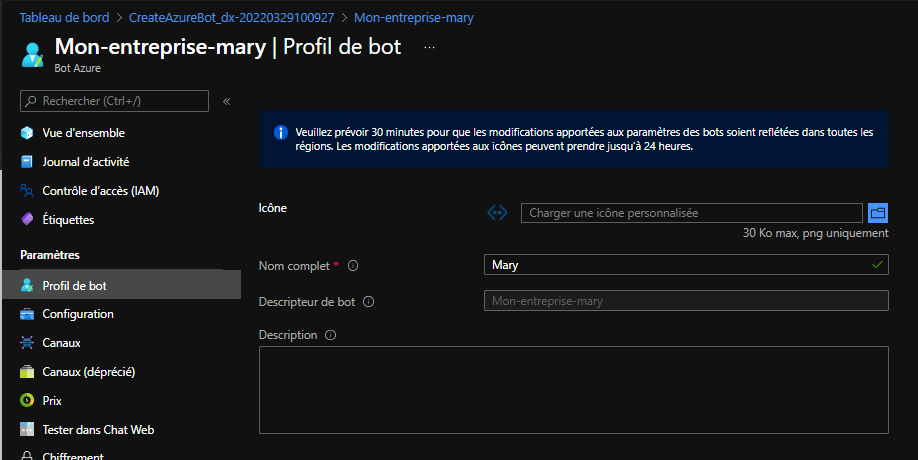 Tableau de bord > CreateAzureBot_dx-20220329100927 > Mon-entreprise-mary
Mon-entreprise-mary | Profil de bot ...
Bot Azure
Rechercher (Ctrl+/) «
Vue d'ensemble
Journal d'activité
Contrôle d'accès (IAM)
Étiquettes
Paramètres
Profil de bot
Configuration
Canaux
Canaux (déprécié)
Prix
Tester dans Chat Web
Chiffrement
Veuillez prévoir 30 minutes pour que les modifications apportées aux paramètres des bots soient reflétées dans toutes les
régions. Les modifications apportées aux icônes peuvent prendre jusqu'à 24 heures.
Icône
Charger une icône personnalisée
30 Ko max, png uniquement
Nom complet *
Mary
Descripteur de bot
Mon-entreprise-mary
Description